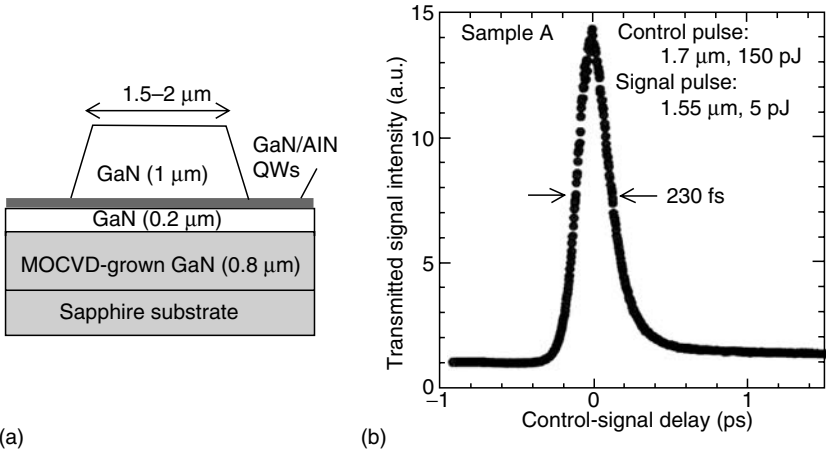 1.5–2 μm
GaN/AlN
QWs
GaN (1 μm)
GaN (0.2 μm)
MOCVD-grown GaN (0.8 μm)
Sapphire substrate
(a)
Transmitted signal intensity (a.u.)
15
10
5
0
Sample A
Control pulse:
1.7 μm, 150 pJ
Signal pulse:
1.55 μm, 5 pJ
230 fs
–1
0
1
Control-signal delay (ps)
(b)